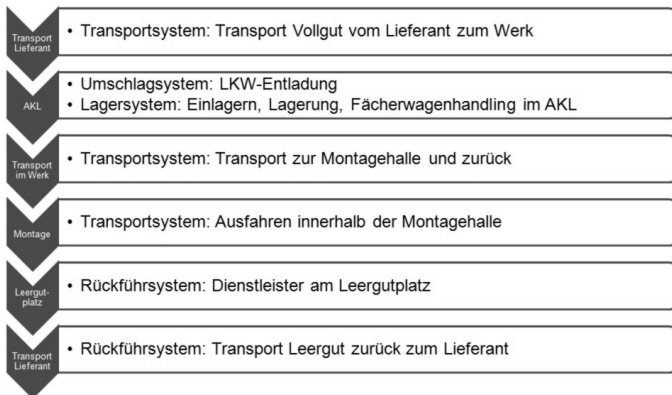 Transport
Lieferant
• Transportsystem: Transport Vollgut vom Lieferant zum Werk
AKL
• Umschlagsystem: LKW-Entladung
• Lagersystem: Einlagern, Lagerung, Fächerwagenhandling im AKL
Transport
im Werk
• Transportsystem: Transport zur Montagehalle und zurück
Montage
• Transportsystem: Ausfahren innerhalb der Montagehalle
Leergut-
platz
• Rückführsystem: Dienstleister am Leergutplatz
Transport
Lieferant
• Rückführsystem: Transport Leergut zurück zum Lieferant